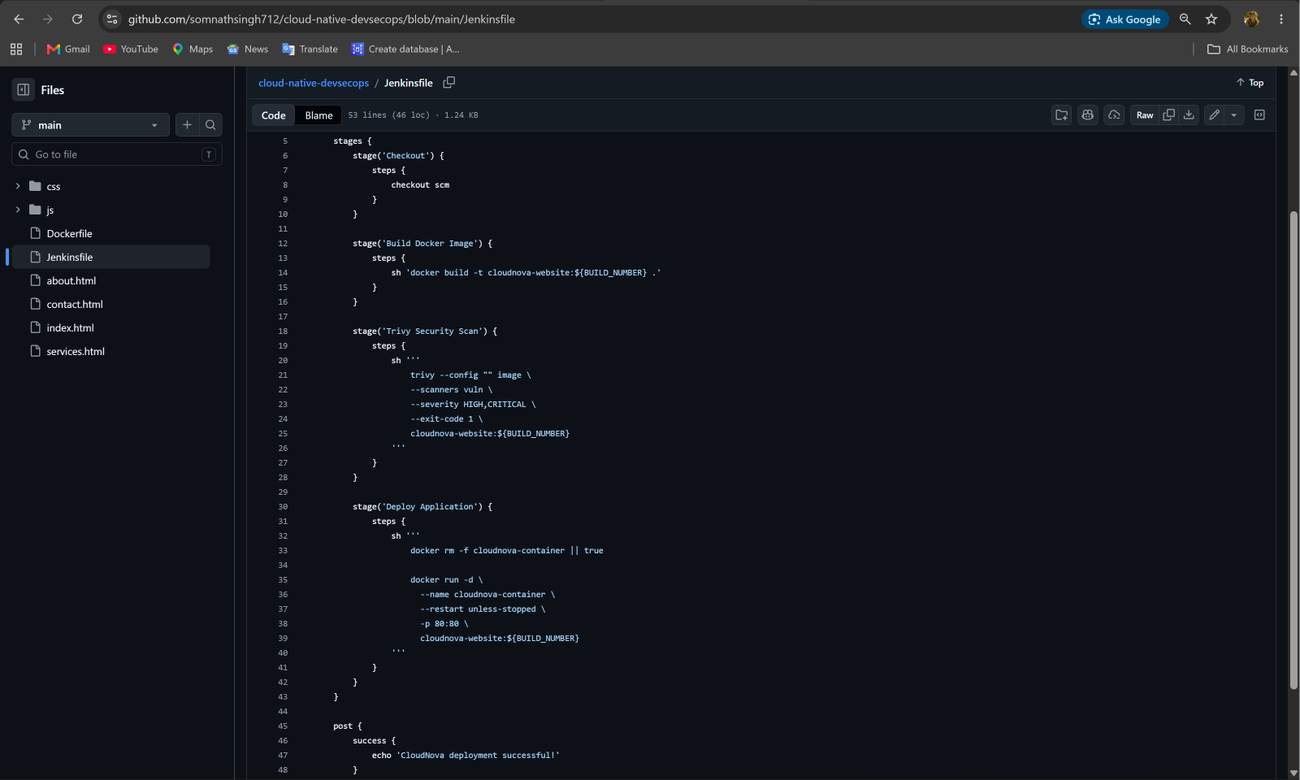 github.com/somnathsingh712/cloud-native-devsecops/blob/main/Jenkinsfile
Ask Google
Gmail
YouTube
Maps
News
Translate
Create database | A...
All Bookmarks
Files
cloud-native-devsecops / Jenkinsfile
Top
main
Code
Blame
53 lines (46 loc) · 1.24 KB
Raw
Go to file
T
css
js
Dockerfile
Jenkinsfile
about.html
contact.html
index.html
services.html
5 stages {
6 stage('Checkout') {
7 steps {
8 checkout scm
9 }
10 }
11
12 stage('Build Docker Image') {
13 steps {
14 sh 'docker build -t cloudnova-website:${BUILD_NUMBER} .'
15 }
16 }
17
18 stage('Trivy Security Scan') {
19 steps {
20 sh '''
21 trivy --config "" image \
22 --scanners vuln \
23 --severity HIGH,CRITICAL \
24 --exit-code 1 \
25 cloudnova-website:${BUILD_NUMBER}
26 '''
27 }
28 }
29
30 stage('Deploy Application') {
31 steps {
32 sh '''
33 docker rm -f cloudnova-container || true
34
35 docker run -d \
36 --name cloudnova-container \
37 --restart unless-stopped \
38 -p 80:80 \
39 cloudnova-website:${BUILD_NUMBER}
40 '''
41 }
42 }
43 }
44
45 post {
46 success {
47 echo 'CloudNova deployment successful!'
48 }